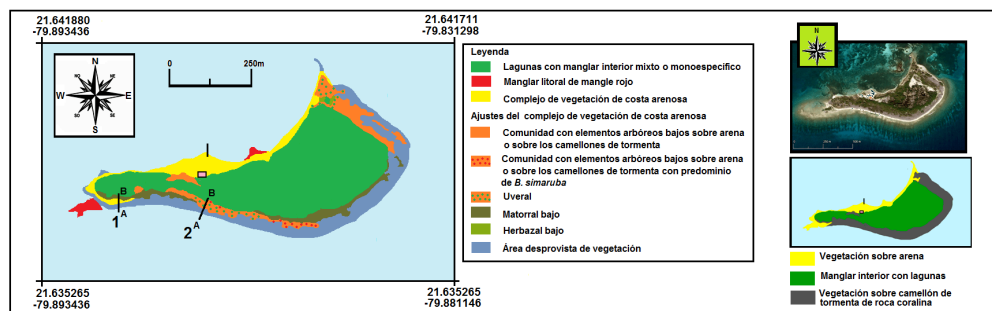 21.641880
-79.893436
21.641711
-79.831298
N
NO
NE
W
E
SO
SE
S
0
250m
I
B
A
1
B
A
2
21.635265
-79.893436
21.635265
-79.881146
Leyenda
Lagunas con manglar interior mixto o monoespecífico
Manglar litoral de mangle rojo
Complejo de vegetación de costa arenosa
Ajustes del complejo de vegetación de costa arenosa
Comunidad con elementos arbóreos bajos sobre arena
o sobre los camellones de tormenta
Comunidad con elementos arbóreos bajos sobre arena
o sobre los camellones de tormenta con predominio
de B. simaruba
Uveral
Matorral bajo
Herbazal bajo
Área desprovista de vegetación
N
Vegetación sobre arena
Manglar interior con lagunas
Vegetación sobre camellón de
tormenta de roca coralina